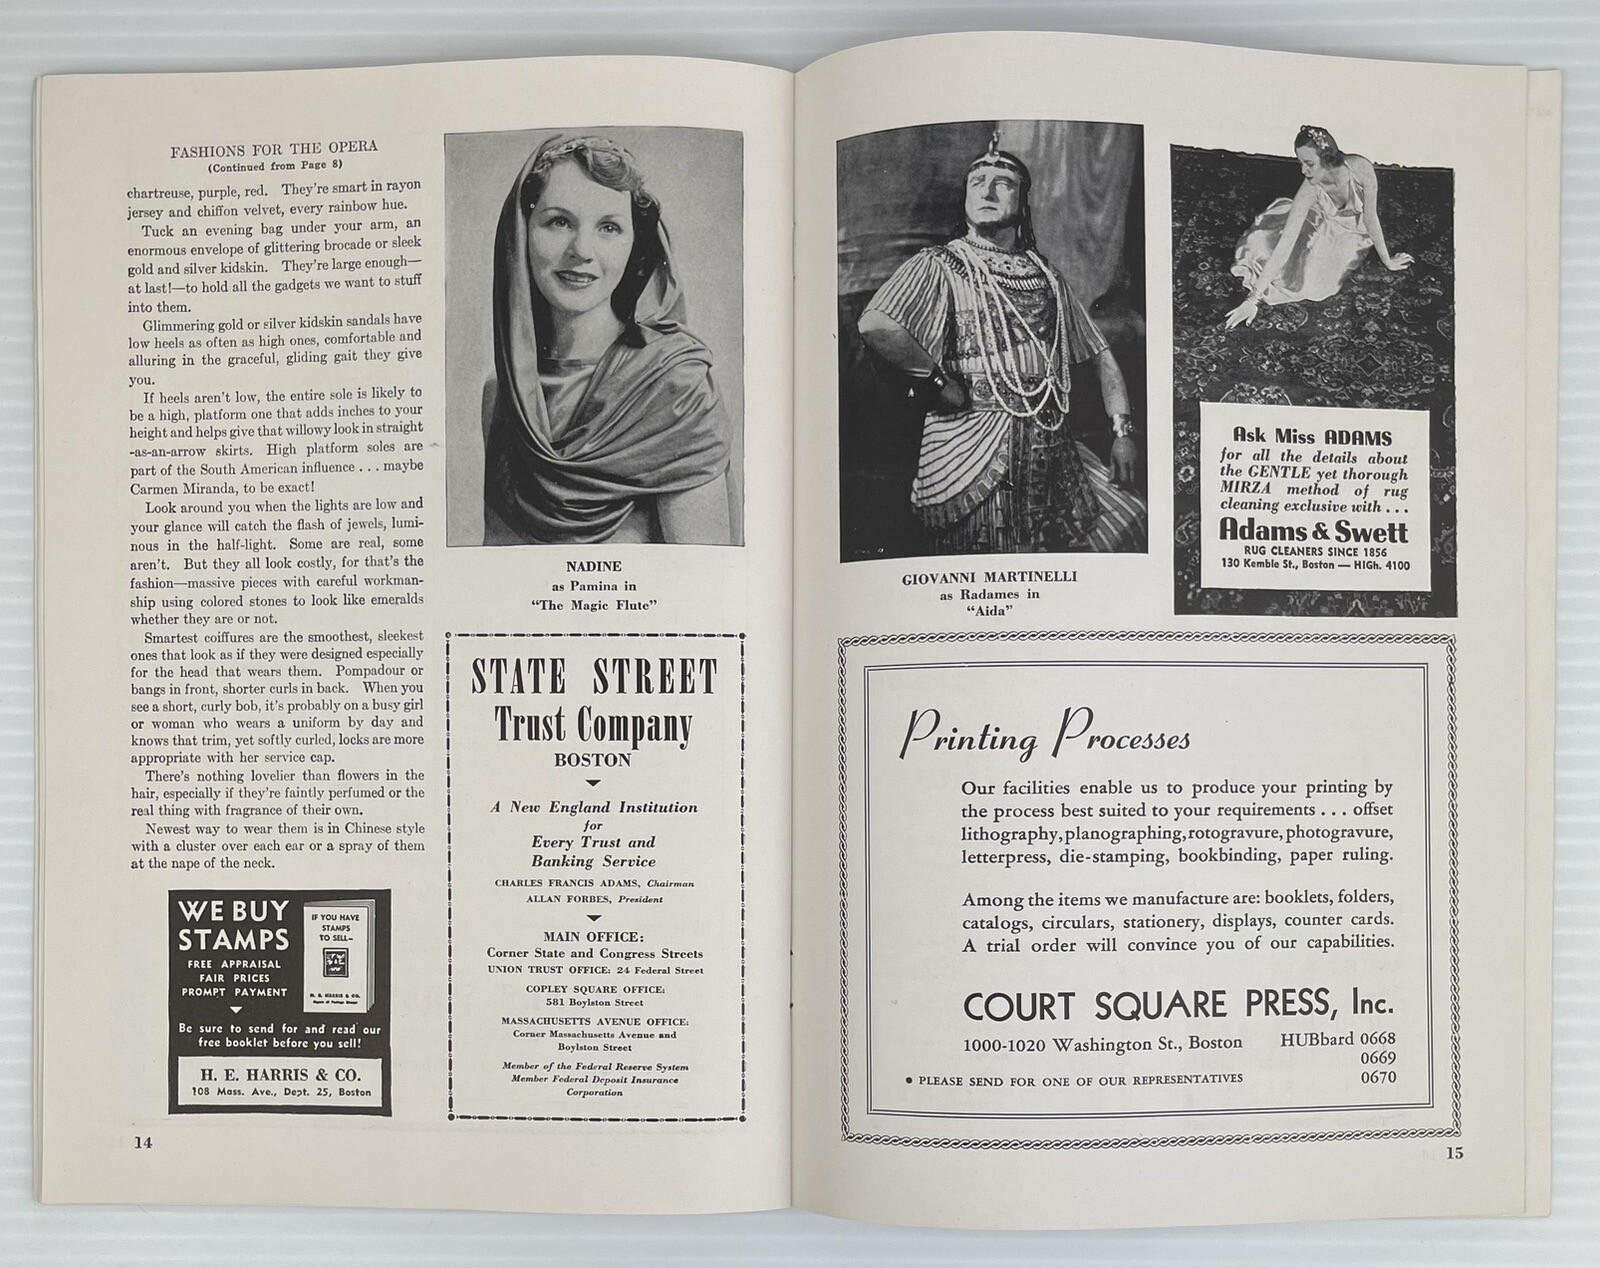 FASHIONS FOR THE OPERA
(Continued from Page 8)
chartreuse, purple, red. They're smart in rayon
jersey and chiffon velvet, every rainbow hue.
Tuck an evening bag under your arm, an
enormous envelope of glittering brocade or sleek
gold and silver kidskin. They're large enough—
at last!—to hold all the gadgets we want to stuff
into them.
Glimmering gold or silver kidskin sandals have
low heels as often as high ones, comfortable and
alluring in the graceful, gliding gait they give
you.
If heels aren't low, the entire sole is likely to
be a high, platform one that adds inches to your
height and helps give that willowy look in straight
-as-an-arrow skirts. High platform soles are
part of the South American influence . . . maybe
Carmen Miranda, to be exact!
Look around you when the lights are low and
your glance will catch the flash of jewels, lumi-
nous in the half-light. Some are real, some
aren't. But they all look costly, for that's the
fashion—massive pieces with careful workman-
ship using colored stones to look like emeralds
whether they are or not.
Smartest coiffures are the smoothest, sleekest
ones that look as if they were designed especially
for the head that wears them. Pompadour or
bangs in front, shorter curls in back. When you
see a short, curly bob, it's probably on a busy girl
or woman who wears a uniform by day and
knows that trim, yet softly curled, locks are more
appropriate with her service cap.
There's nothing lovelier than flowers in the
hair, especially if they're faintly perfumed or the
real thing with fragrance of their own.
Newest way to wear them is in Chinese style
with a cluster over each ear or a spray of them
at the nape of the neck.
WE BUY
STAMPS
FREE APPRAISAL
FAIR PRICES
PROMPT PAYMENT
IF YOU HAVE
STAMPS
TO SELL—
H. E. HARRIS & CO.
Be sure to send for and read our
free booklet before you sell!
H. E. HARRIS & CO.
108 Mass. Ave., Dept. 25, Boston
14
NADINE
as Pamina in
"The Magic Flute"
STATE STREET
Trust Company
BOSTON
A New England Institution
for
Every Trust and
Banking Service
CHARLES FRANCIS ADAMS, Chairman
ALLAN FORBES, President
MAIN OFFICE:
Corner State and Congress Streets
UNION TRUST OFFICE: 24 Federal Street
COPLEY SQUARE OFFICE:
581 Boylston Street
MASSACHUSETTS AVENUE OFFICE:
Corner Massachusetts Avenue and
Boylston Street
Member of the Federal Reserve System
Member Federal Deposit Insurance
Corporation
GIOVANNI MARTINELLI
as Radames in
"Aida"
Ask Miss ADAMS
for all the details about
the GENTLE yet thorough
MIRZA method of rug
cleaning exclusive with . . .
Adams & Swett
RUG CLEANERS SINCE 1856
130 Kemble St., Boston — HIGh. 4100
Printing Processes
Our facilities enable us to produce your printing by
the process best suited to your requirements . . . offset
lithography, planographing, rotogravure, photogravure,
letterpress, die-stamping, bookbinding, paper ruling.
Among the items we manufacture are: booklets, folders,
catalogs, circulars, stationery, displays, counter cards.
A trial order will convince you of our capabilities.
COURT SQUARE PRESS, Inc.
1000-1020 Washington St., Boston HUBbard 0668
0669
• PLEASE SEND FOR ONE OF OUR REPRESENTATIVES 0670
15